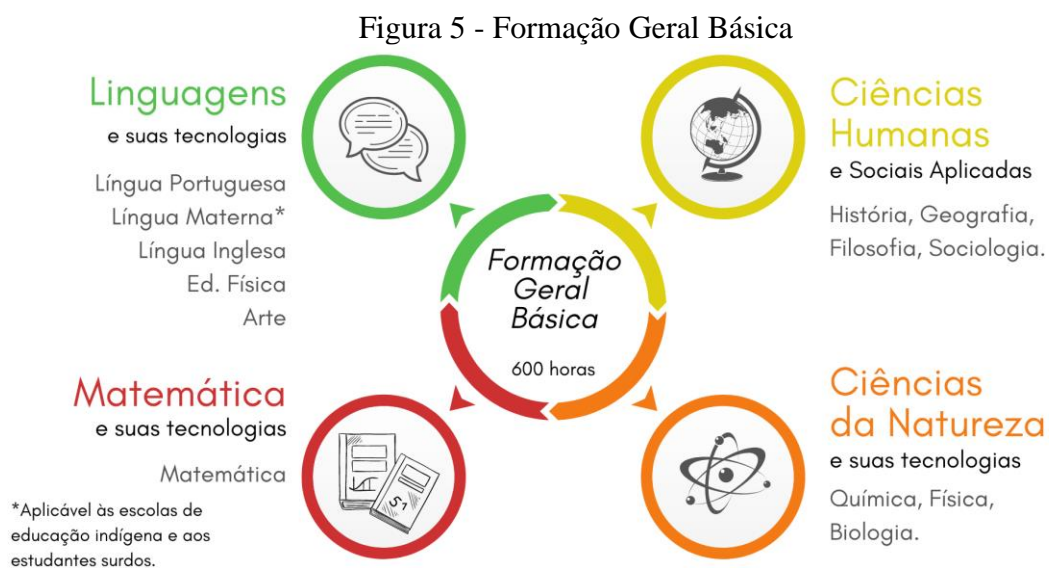 Figura 5 - Formação Geral Básica
Linguagens
e suas tecnologias
Língua Portuguesa
Língua Materna*
Língua Inglesa
Ed. Física
Arte
Ciências
Humanas
e Sociais Aplicadas
História, Geografia,
Filosofia, Sociologia.
Formação
Geral
Básica
600 horas
Matemática
e suas tecnologias
Matemática
*Aplicável às escolas de
educação indígena e aos
estudantes surdos.
Ciências
da Natureza
e suas tecnologias
Química, Física,
Biologia.